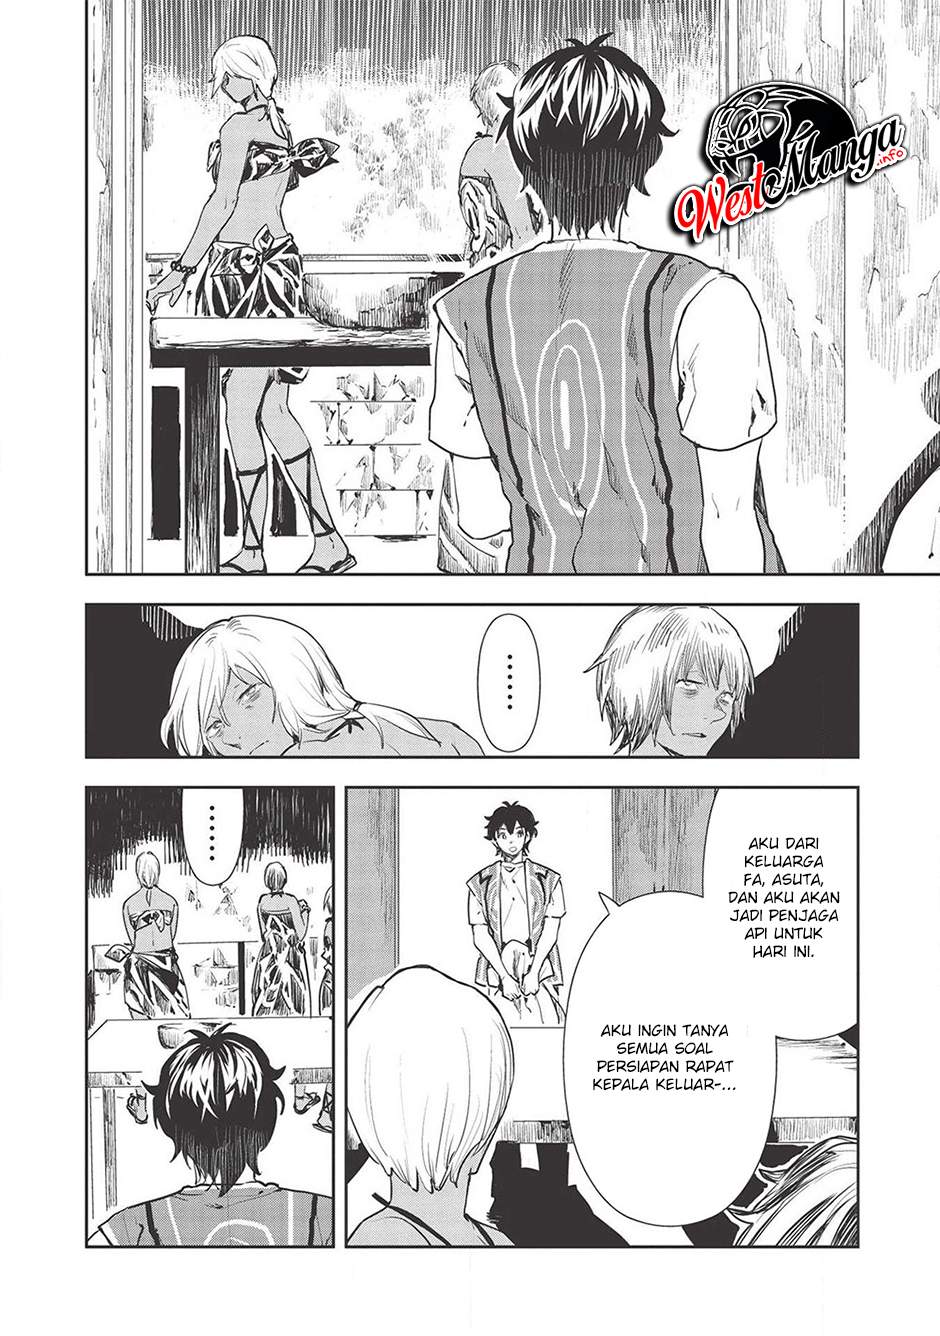 WestManga
.info
AKU DARI
KELUARGA
FA, ASUTA,
DAN AKU AKAN
JADI PENJAGA
API UNTUK
HARI INI.
AKU INGIN TANYA
SEMUA SOAL
PERSIAPAN RAPAT
KEPALA KELUAR-...